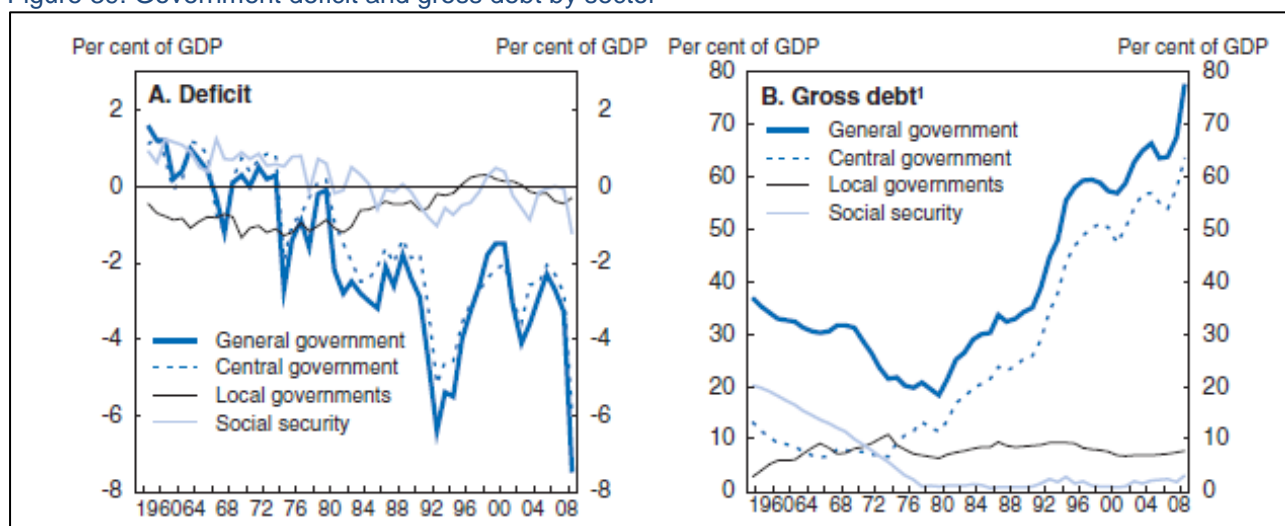 Per cent of GDP Per cent of GDP Per cent of GDP Per cent of GDP
A. Deficit
2 2
0 0
-2 -2
-4 -4
-6 -6
-8 -8
General government
Central government
Local governments
Social security
196064 68 72 76 80 84 88 92 96 00 04 08
B. Gross debt¹
General government
Central government
Local governments
Social security
80 80
70 70
60 60
50 50
40 40
30 30
20 20
10 10
0 0
196064 68 72 76 80 84 88 92 96 00 04 08